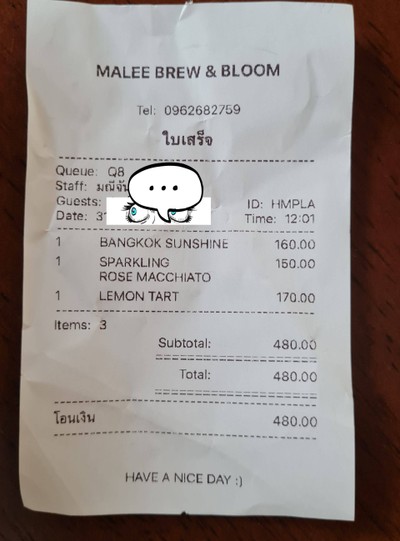 MALEE BREW & BLOOM
Tel: 0962682759
ใบเสร็จ
Queue: Q8
Staff:
...
Guests: ID: HMPLA
Date: Time: 12:01
1 BANGKOK SUNSHINE 160.00
1 SPARKLING 150.00
ROSE MACCHIATO
1 LEMON TART 170.00
Items: 3
Subtotal: 480.00
Total: 480.00
โอนเงิน 480.00
HAVE A NICE DAY :)